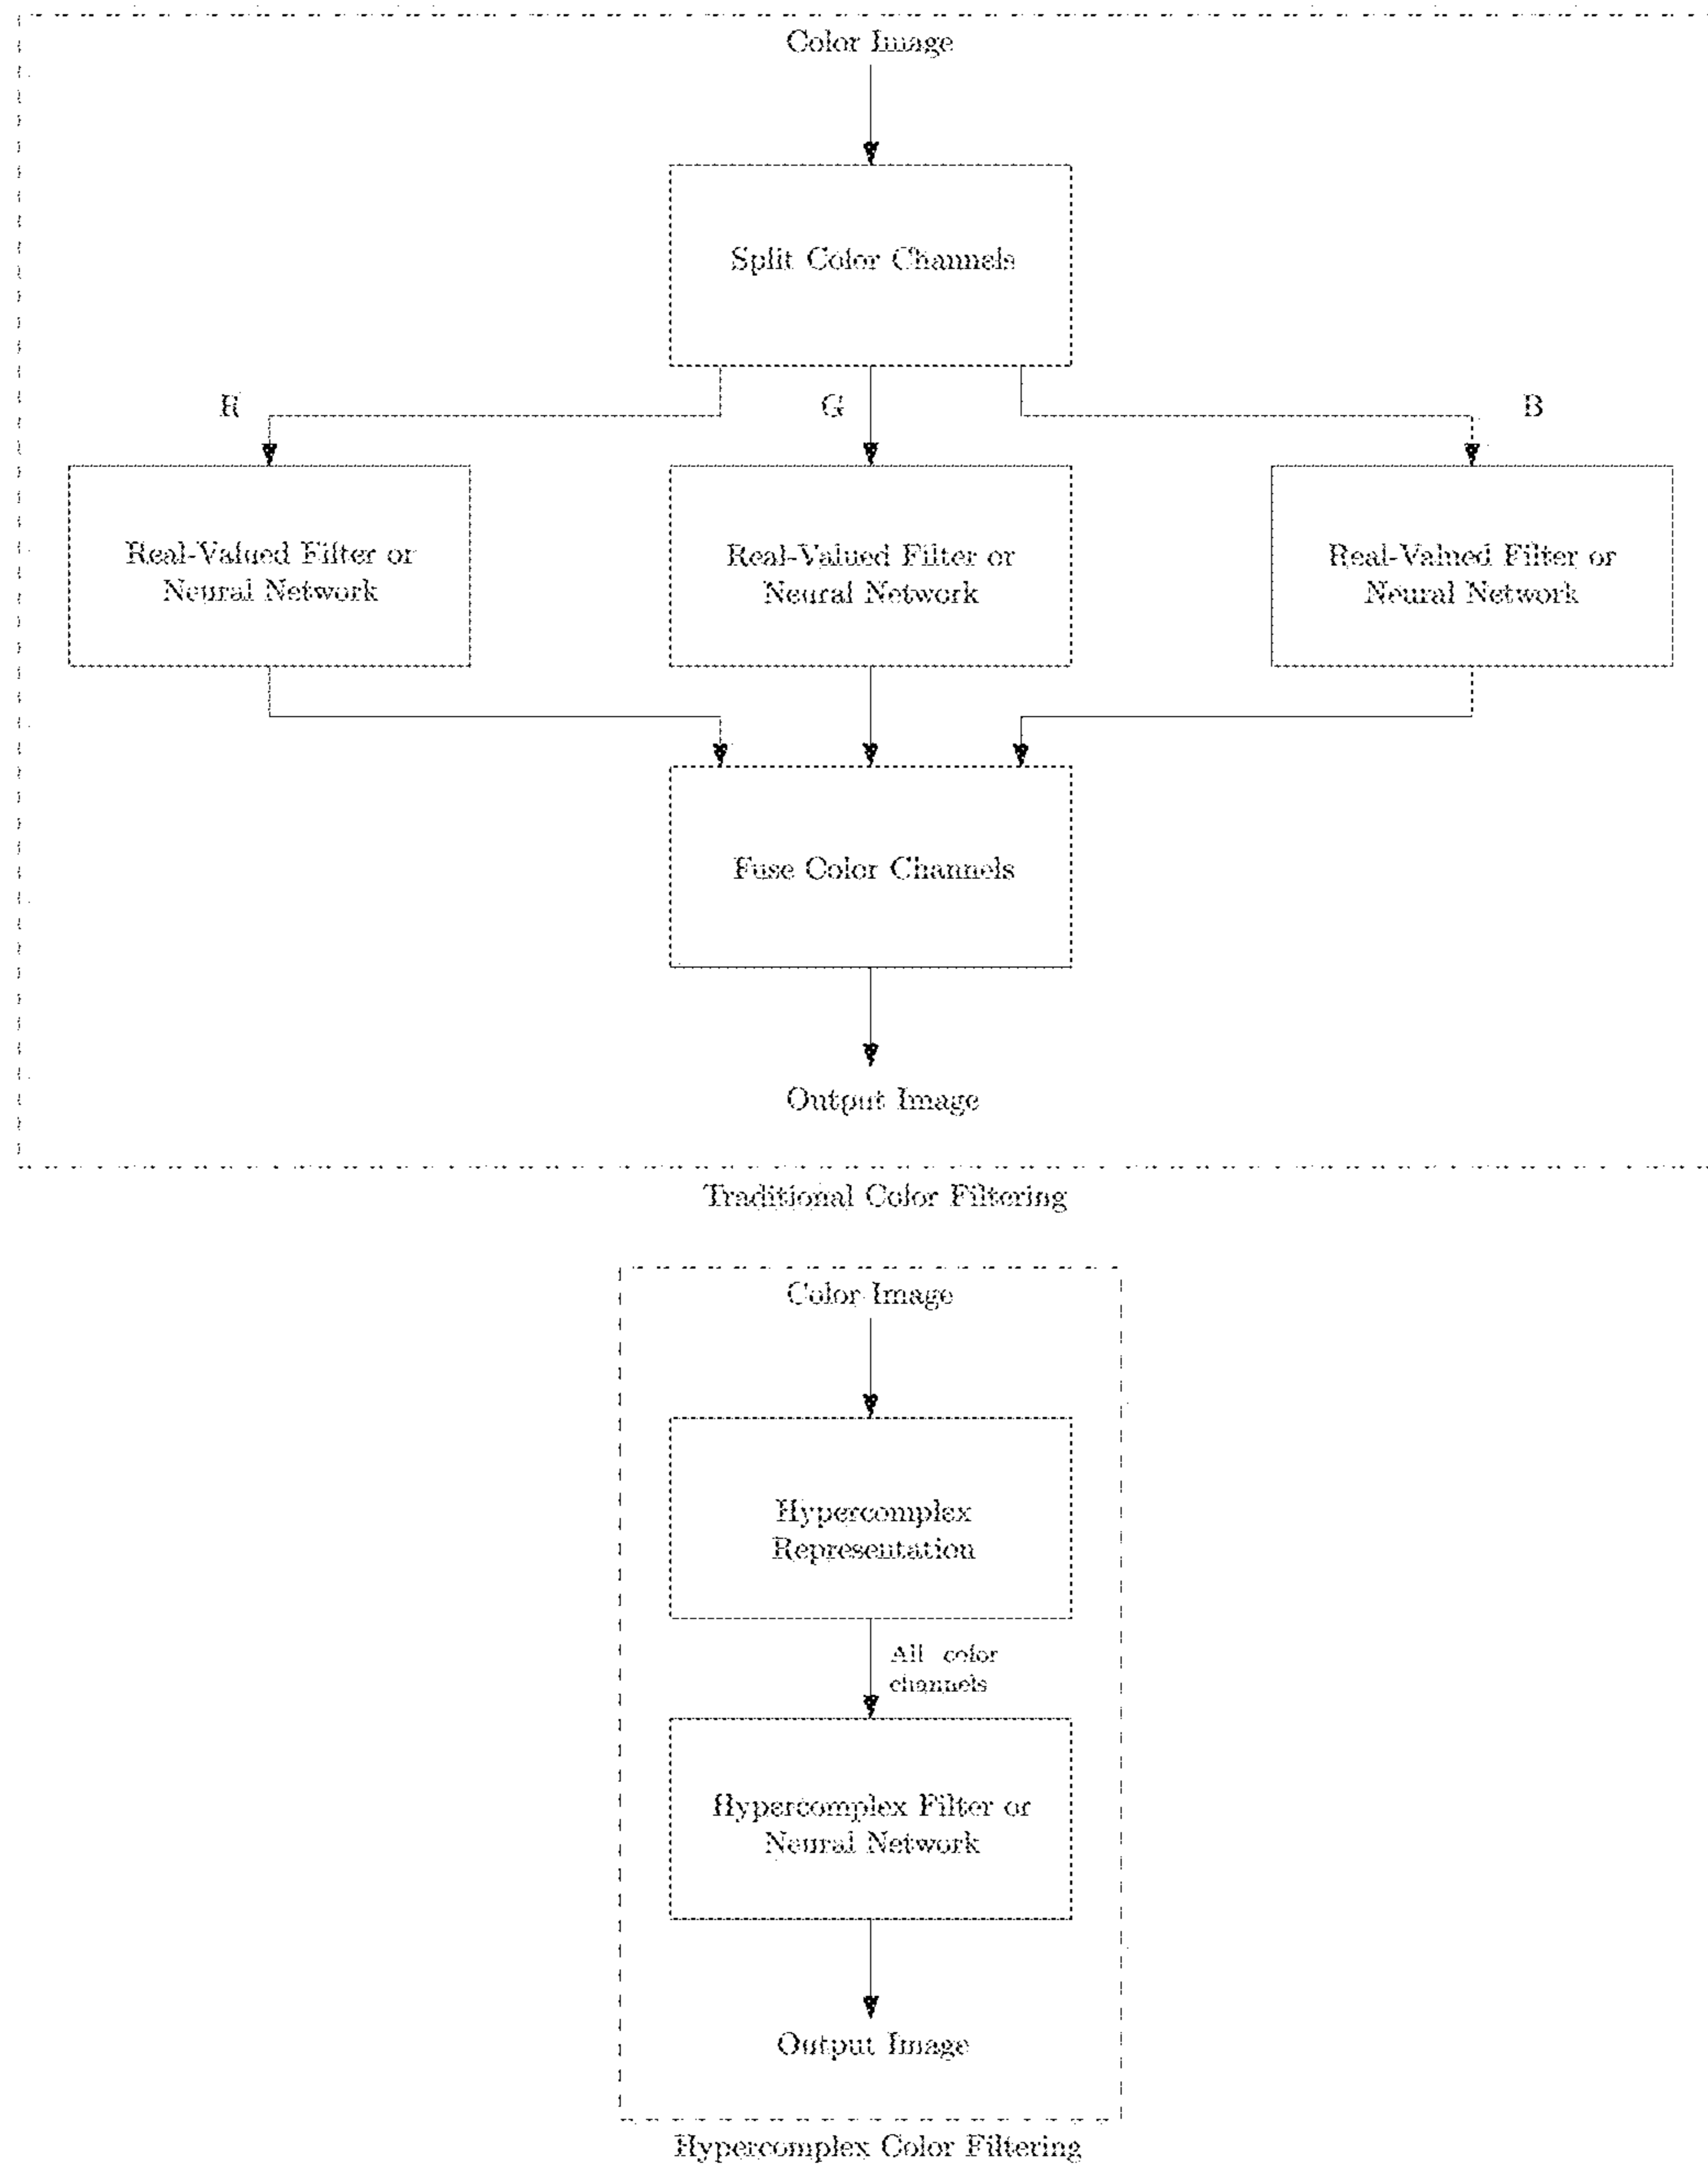 Color Image
Split Color Channels
R
G
B
Real-Valued Filter or
Neural Network
Real-Valued Filter or
Neural Network
Real-Valued Filter or
Neural Network
Fuse Color Channels
Output Image
Traditional Color Filtering
Color Image
Hypercomplex
Representation
All color
channels
Hypercomplex Filter or
Neural Network
Output Image
Hypercomplex Color Filtering